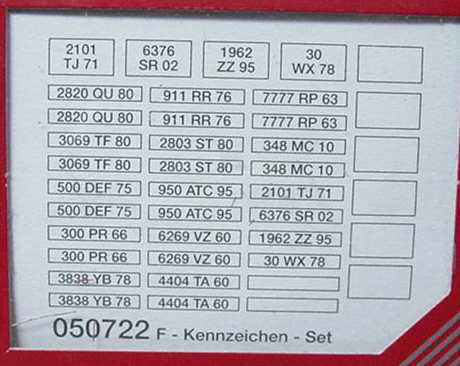 2101 6376 1962 30
TJ 71 SR 02 ZZ 95 WX 78
2820 QU 80 911 RR 76 7777 RP 63
2820 QU 80 911 RR 76 7777 RP 63
3069 TF 80 2803 ST 80 348 MC 10
3069 TF 80 2803 ST 80 348 MC 10
500 DEF 75 950 ATC 95 2101 TJ 71
500 DEF 75 950 ATC 95 6376 SR 02
300 PR 66 6269 VZ 60 1962 ZZ 95
300 PR 66 6269 VZ 60 30 WX 78
3838 YB 78 4404 TA 60
3838 YB 78 4404 TA 60
050722 F - Kennzeichen - Set